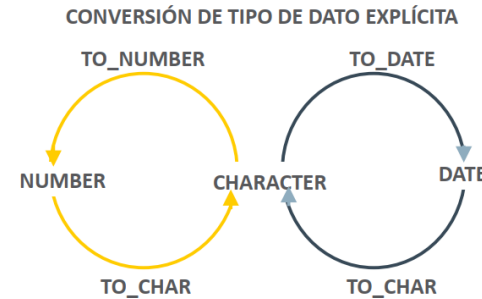 CONVERSIÓN DE TIPO DE DATO EXPLÍCITA
TO_NUMBER TO_DATE
NUMBER CHARACTER DATE
TO_CHAR TO_CHAR